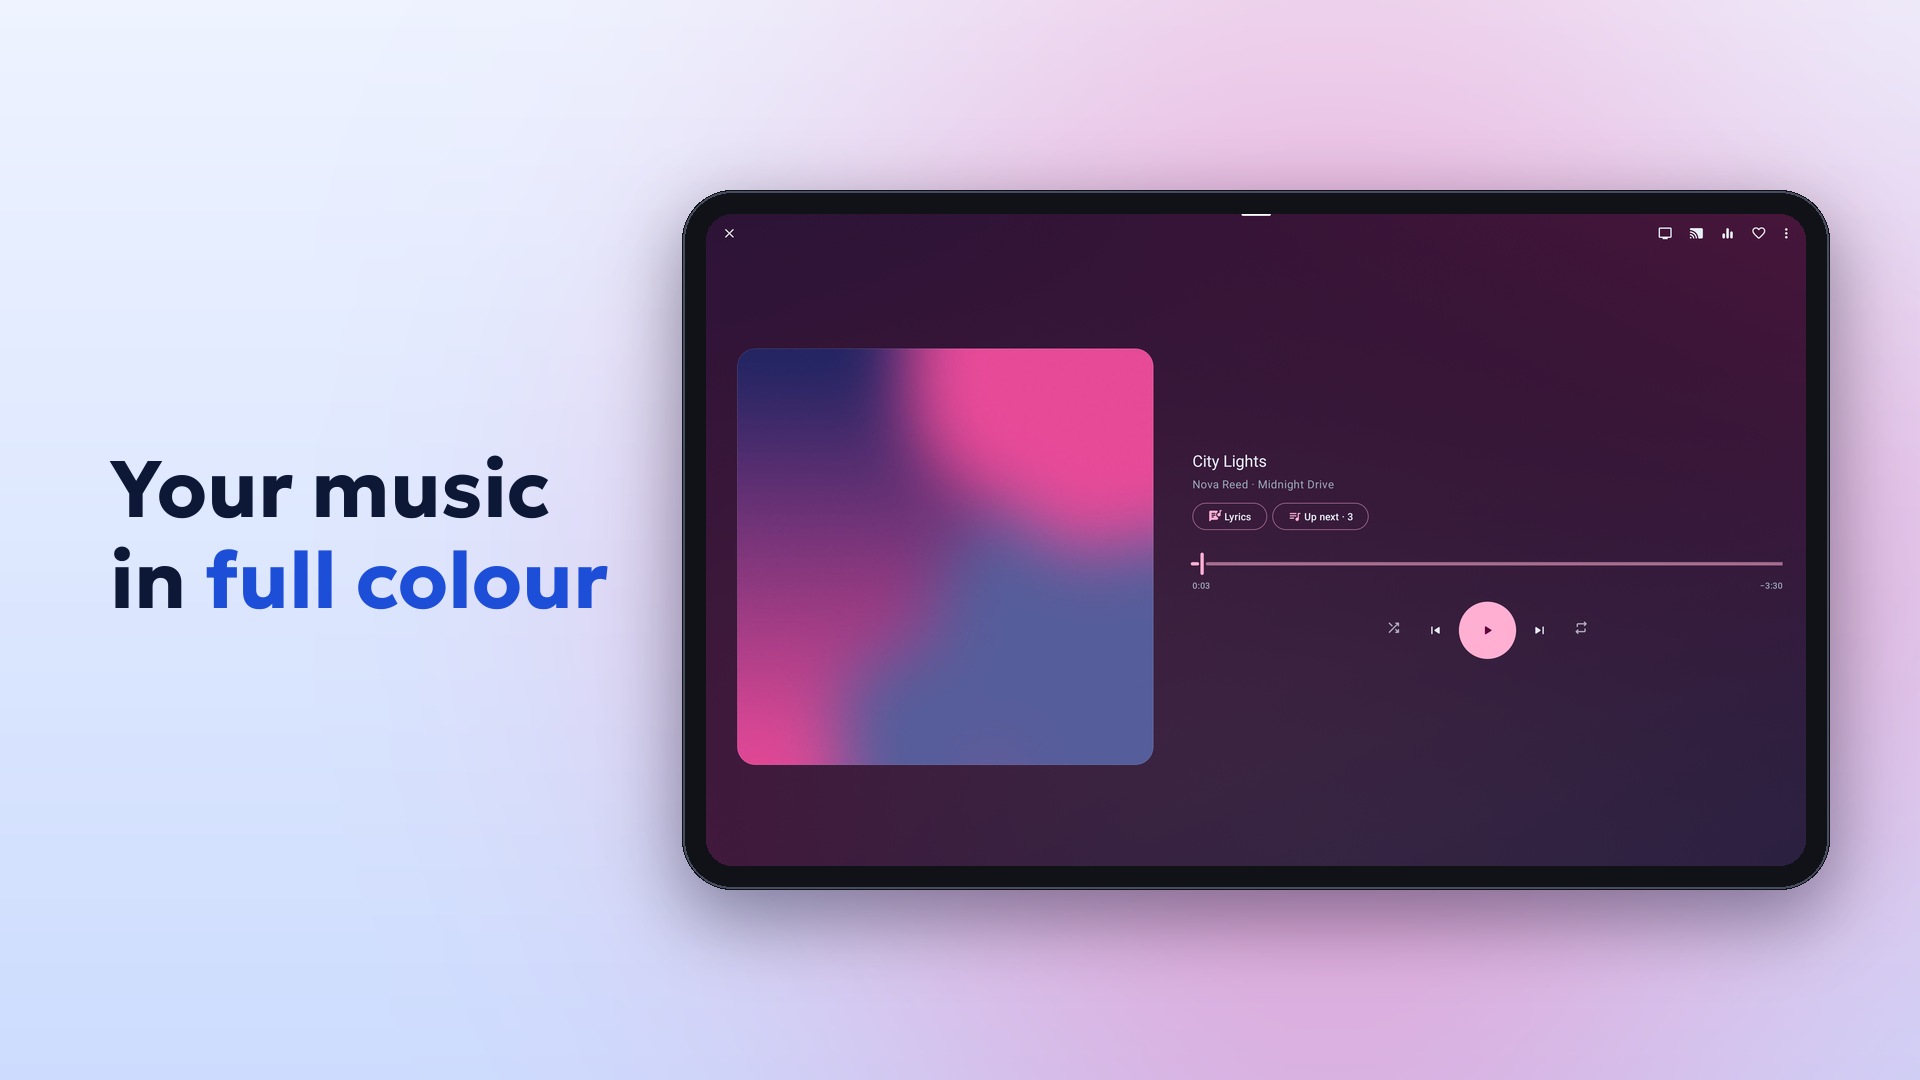 Your music
in full colour
City Lights
Nova Reed · Midnight Drive
Lyrics
Up next · 3
0:03
−3:30